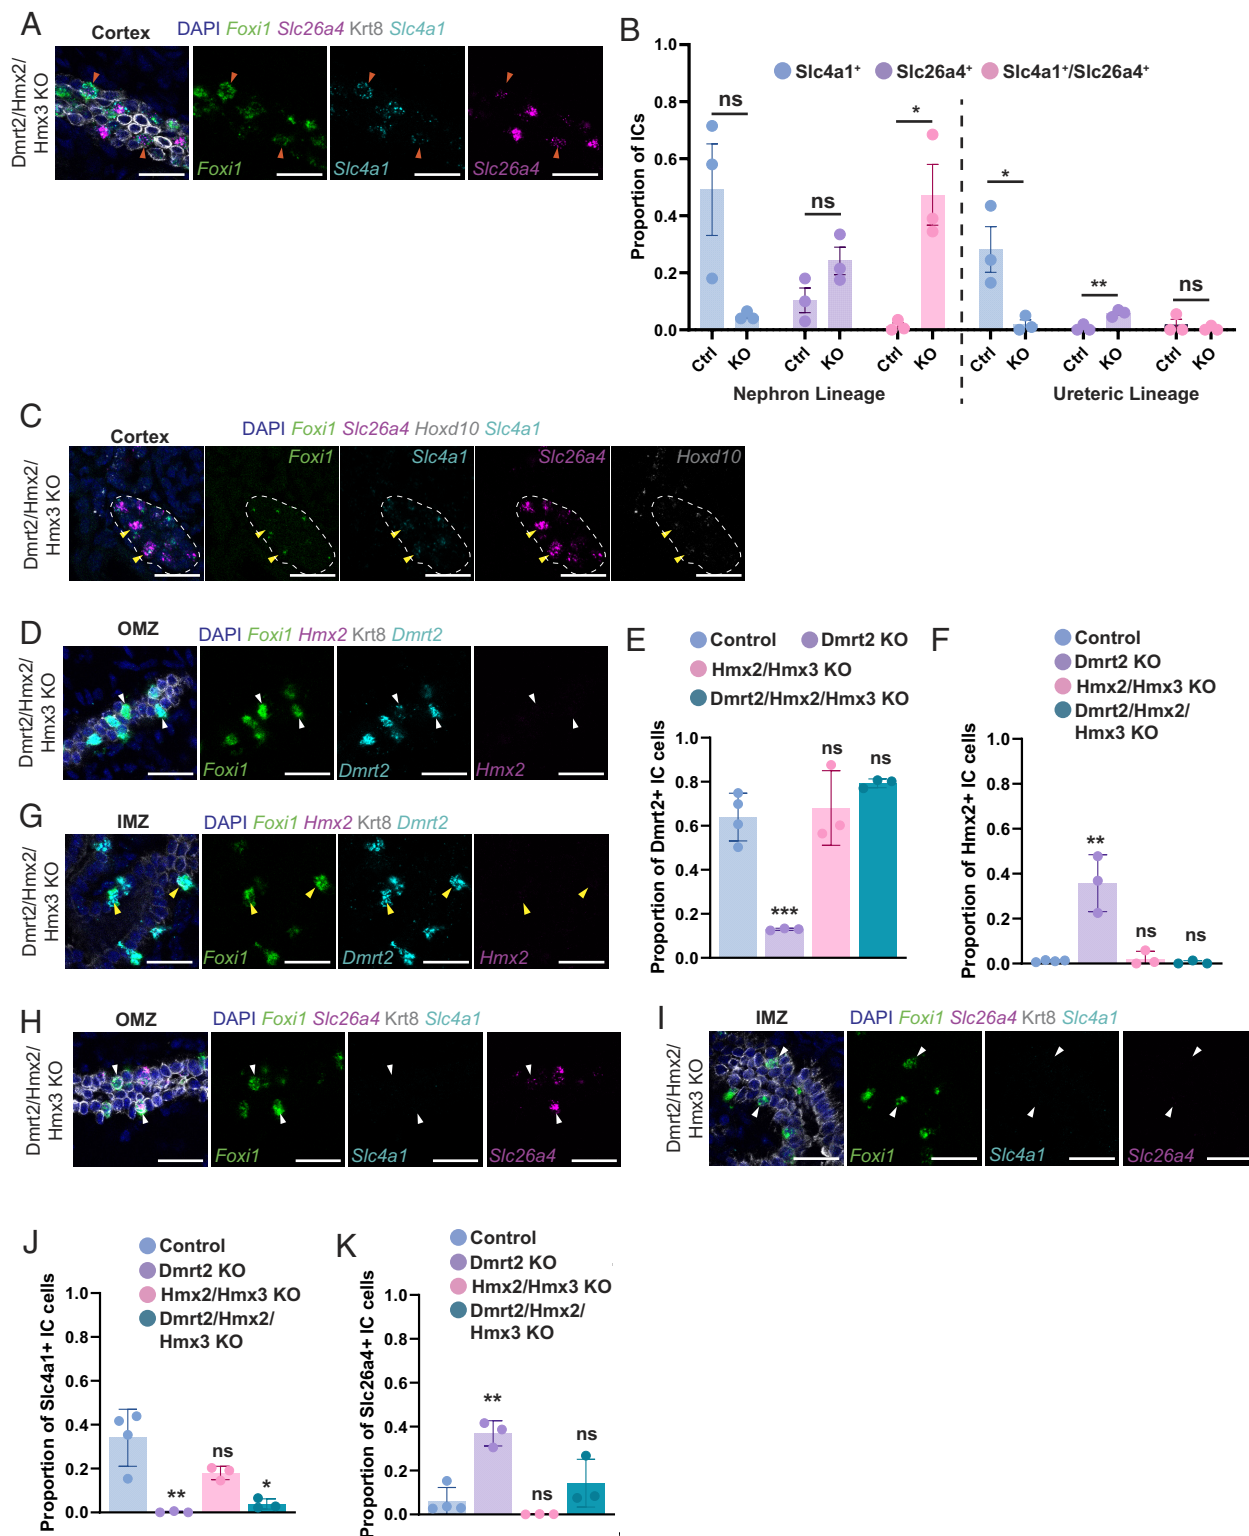 A
Cortex
DAPI Foxi1 Slc26a4 Krt8 Slc4a1
Dmrt2/Hmx2/
Hmx3 KO
Foxi1
Slc4a1
Slc26a4
B
Proportion of ICs
1.0
0.8
0.6
0.4
0.2
0.0
Slc4a1+
Slc26a4+
Slc4a1+/Slc26a4+
ns
ns
*
*
**
ns
Ctrl
KO
Ctrl
KO
Ctrl
KO
Ctrl
KO
Ctrl
KO
Ctrl
KO
Nephron Lineage
Ureteric Lineage
C
Cortex
DAPI Foxi1 Slc26a4 Hoxd10 Slc4a1
Dmrt2/Hmx2/
Hmx3 KO
Foxi1
Slc4a1
Slc26a4
Hoxd10
D
OMZ
DAPI Foxi1 Hmx2 Krt8 Dmrt2
Dmrt2/Hmx2/
Hmx3 KO
Foxi1
Dmrt2
Hmx2
E
Control
Dmrt2 KO
Hmx2/Hmx3 KO
Dmrt2/Hmx2/Hmx3 KO
Proportion of Dmrt2+ IC cells
1.0
0.8
0.6
0.4
0.2
0.0
***
ns
ns
F
Control
Dmrt2 KO
Hmx2/Hmx3 KO
Dmrt2/Hmx2/
Hmx3 KO
Proportion of Hmx2+ IC cells
1.0
0.8
0.6
0.4
0.2
0.0
**
ns
ns
G
IMZ
DAPI Foxi1 Hmx2 Krt8 Dmrt2
Dmrt2/Hmx2/
Hmx3 KO
Foxi1
Dmrt2
Hmx2
H
OMZ
DAPI Foxi1 Slc26a4 Krt8 Slc4a1
Dmrt2/Hmx2/
Hmx3 KO
Foxi1
Slc4a1
Slc26a4
I
IMZ
DAPI Foxi1 Slc26a4 Krt8 Slc4a1
Dmrt2/Hmx2/
Hmx3 KO
Foxi1
Slc4a1
Slc26a4
J
Control
Dmrt2 KO
Hmx2/Hmx3 KO
Dmrt2/Hmx2/
Hmx3 KO
Proportion of Slc4a1+ IC cells
1.0
0.8
0.6
0.4
0.2
0.0
**
ns
*
K
Control
Dmrt2 KO
Hmx2/Hmx3 KO
Dmrt2/Hmx2/
Hmx3 KO
Proportion of Slc26a4+ IC cells
1.0
0.8
0.6
0.4
0.2
0.0
**
ns
ns